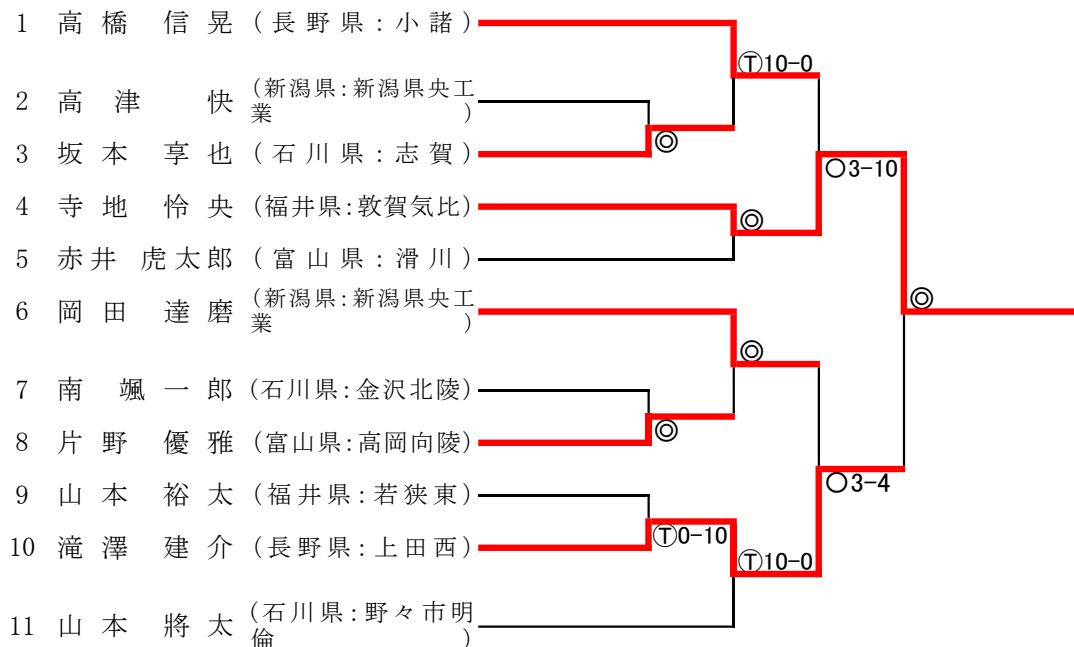 1 高橋 信晃 (長野県:小諸)
Ⓣ10-0
2 高津 快 (新潟県:新潟県央工業)
◎
3 坂本 享也 (石川県:志賀)
○3-10
4 寺地 怜央 (福井県:敦賀気比)
◎
5 赤井 虎太郎 (富山県:滑川)
6 岡田 達磨 (新潟県:新潟県央工業)
◎
◎
7 南 颯一郎 (石川県:金沢北陵)
8 片野 優雅 (富山県:高岡向陵)
◎
9 山本 裕太 (福井県:若狭東)
○3-4
10 滝澤 建介 (長野県:上田西)
Ⓣ0-10
Ⓣ10-0
11 山本 將太 (石川県:野々市明倫)